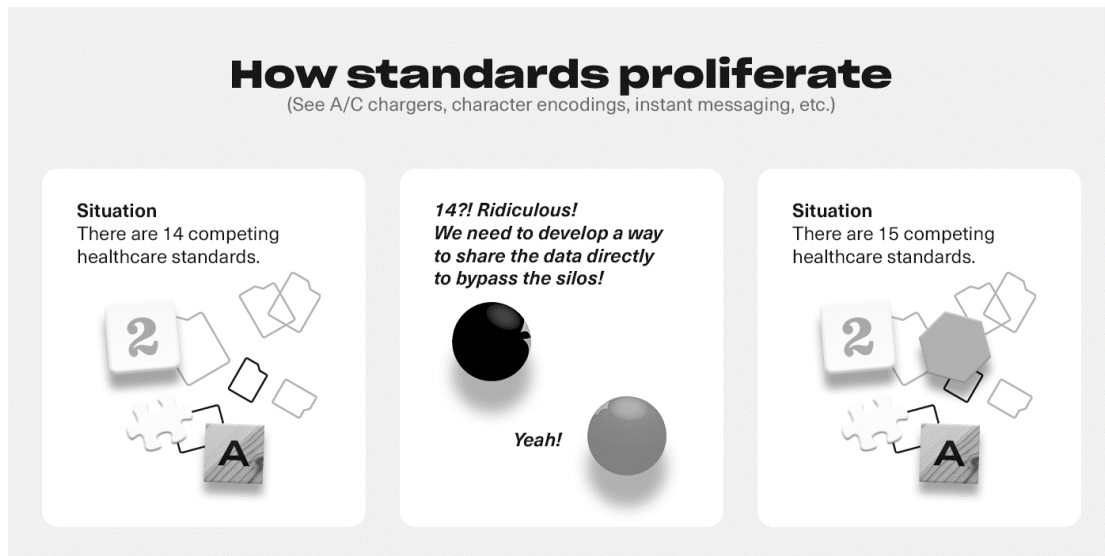 How standards proliferate
(See A/C chargers, character encodings, instant messaging, etc.)
Situation
There are 14 competing
healthcare standards.
2
A
14?! Ridiculous!
We need to develop a way
to share the data directly
to bypass the silos!
Yeah!
Situation
There are 15 competing
healthcare standards.
2
A